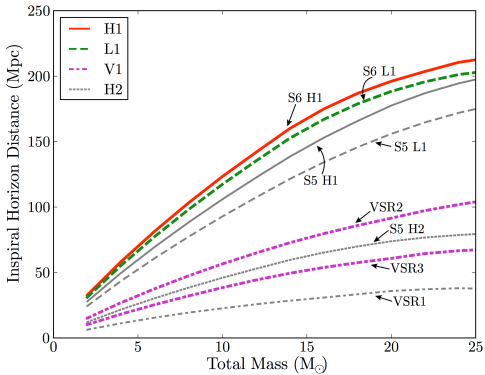 250
200
150
100
50
0
0
5
10
15
20
25
Inspiral Horizon Distance (Mpc)
Total Mass (M☉)
H1
L1
V1
H2
S6 L1
S6 H1
S5 L1
S5 H1
VSR2
S5 H2
VSR3
VSR1